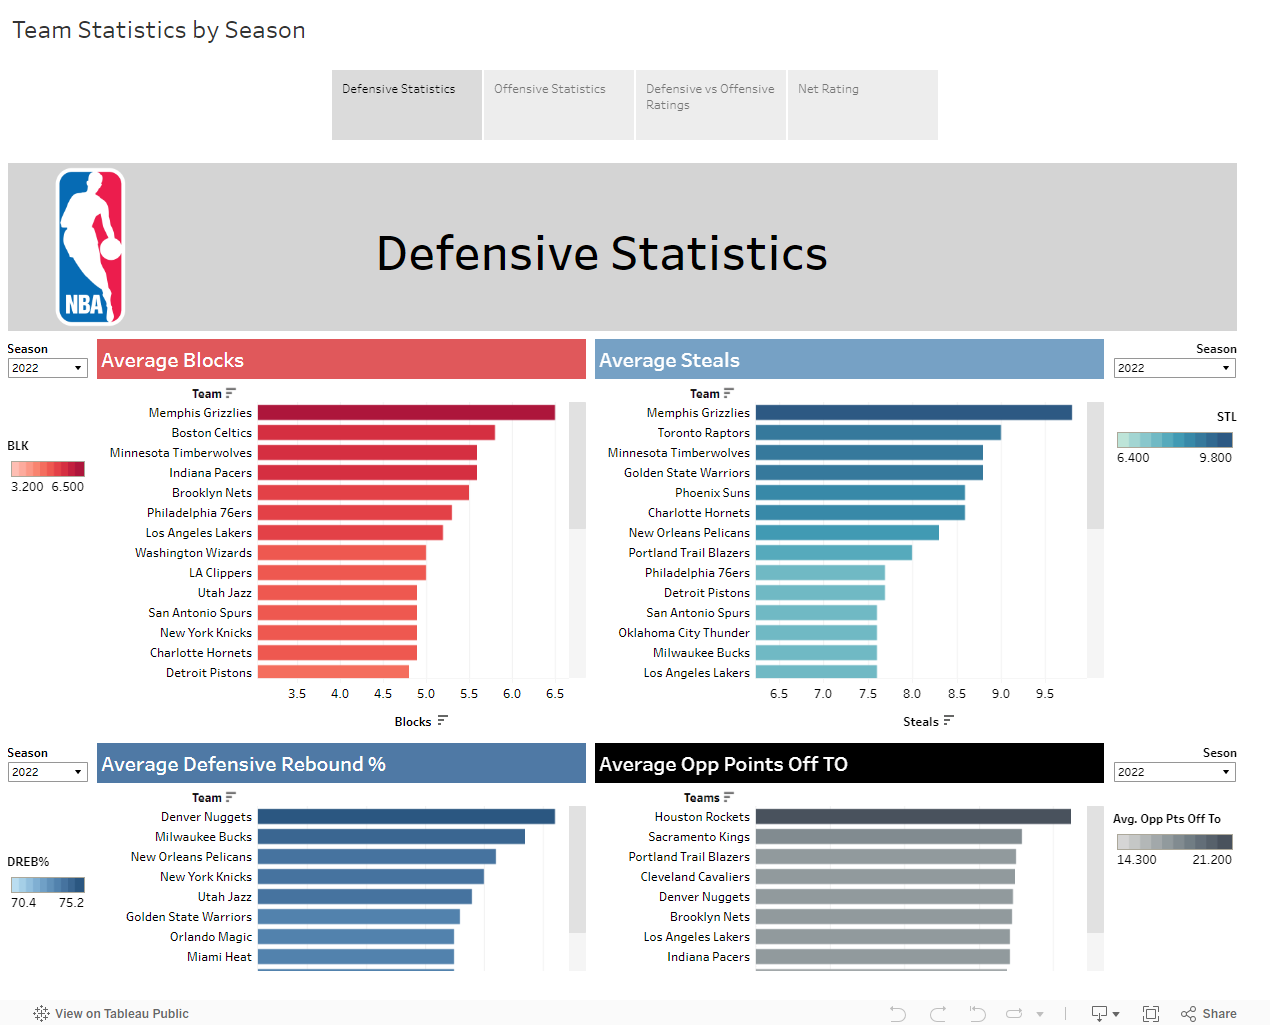 Team Statistics by Season
Defensive Statistics
Offensive Statistics
Defensive vs Offensive
Ratings
Net Rating
NBA
Defensive Statistics
Season
2022
Average Blocks
Team
Memphis Grizzlies
Boston Celtics
Minnesota Timberwolves
Indiana Pacers
Brooklyn Nets
Philadelphia 76ers
Los Angeles Lakers
Washington Wizards
LA Clippers
Utah Jazz
San Antonio Spurs
New York Knicks
Charlotte Hornets
Detroit Pistons
3.5 4.0 4.5 5.0 5.5 6.0 6.5
Blocks
BLK
3.200 6.500
Average Steals
Team
Memphis Grizzlies
Toronto Raptors
Minnesota Timberwolves
Golden State Warriors
Phoenix Suns
Charlotte Hornets
New Orleans Pelicans
Portland Trail Blazers
Philadelphia 76ers
Detroit Pistons
San Antonio Spurs
Oklahoma City Thunder
Milwaukee Bucks
Los Angeles Lakers
6.5 7.0 7.5 8.0 8.5 9.0 9.5
Steals
Season
2022
STL
6.400 9.800
Season
2022
Average Defensive Rebound %
Team
Denver Nuggets
Milwaukee Bucks
New Orleans Pelicans
New York Knicks
Utah Jazz
Golden State Warriors
Orlando Magic
Miami Heat
DREB%
70.4 75.2
Average Opp Points Off TO
Teams
Houston Rockets
Sacramento Kings
Portland Trail Blazers
Cleveland Cavaliers
Denver Nuggets
Brooklyn Nets
Los Angeles Lakers
Indiana Pacers
Seson
2022
Avg. Opp Pts Off To
14.300 21.200
View on Tableau Public
Share